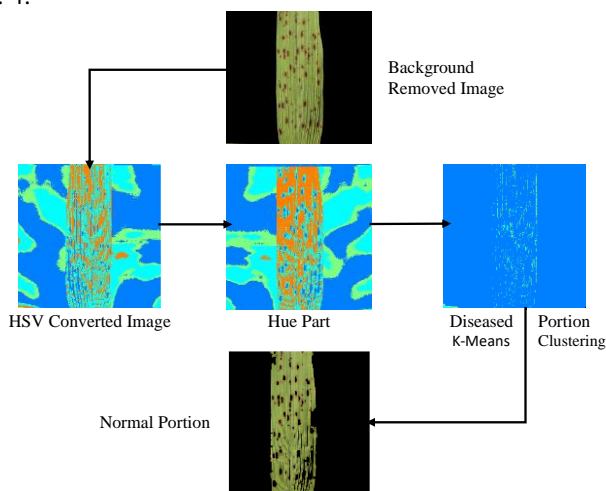 Background
Removed Image
HSV Converted Image
Hue Part
Diseased Portion
K-Means Clustering
Normal Portion